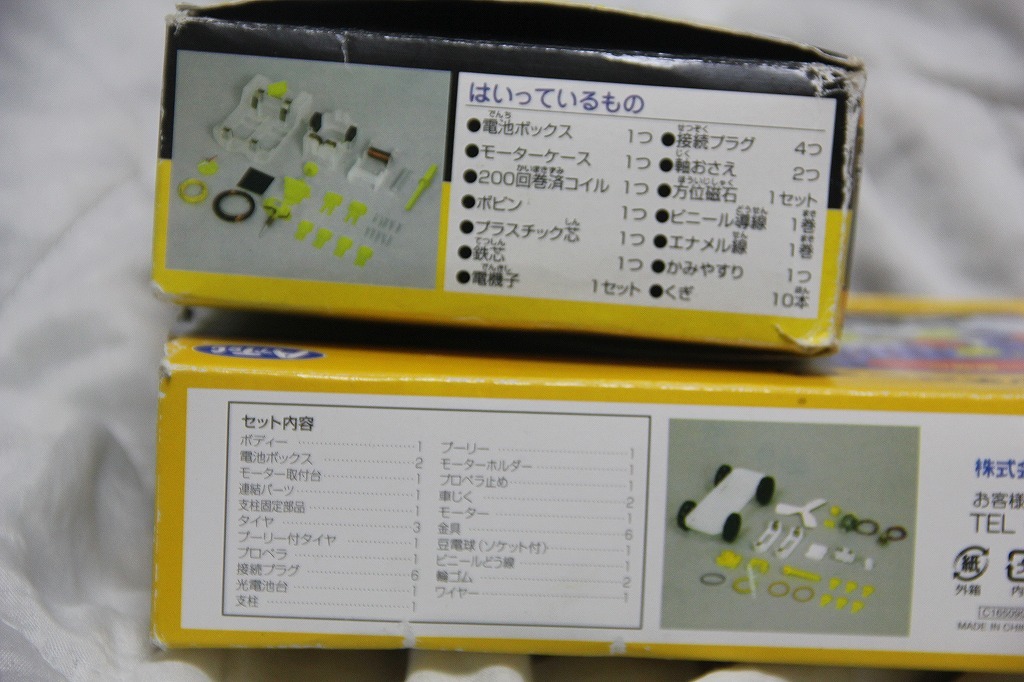 はいっているもの
●電池ボックス 1つ
●モーターケース 1つ
●200回巻済コイル 1つ
●ボビン 1つ
●プラスチック芯 1つ
●鉄芯 1つ
●電機子 1セット
●接続プラグ 4つ
●軸おさえ 2つ
●方位磁石 1セット
●ビニール導線 1巻
●エナメル線 1巻
●かみやすり 1つ
●くぎ 10本
ArTeC
セット内容
ボディー 1
電池ボックス 2
モーター取付台 1
連結パーツ 1
支柱固定部品 1
タイヤ 3
プーリー付タイヤ 1
プロペラ 1
接続プラグ 6
光電池台 1
支柱 1
プーリー 1
モーターホルダー 1
プロペラ止め 1
車じく 2
モーター 1
金具 6
豆電球(ソケット付) 1
ビニールどう線 1
輪ゴム 2
ワイヤー 1
株式会
お客様
TEL
紙
外箱
内
MADE IN CHI